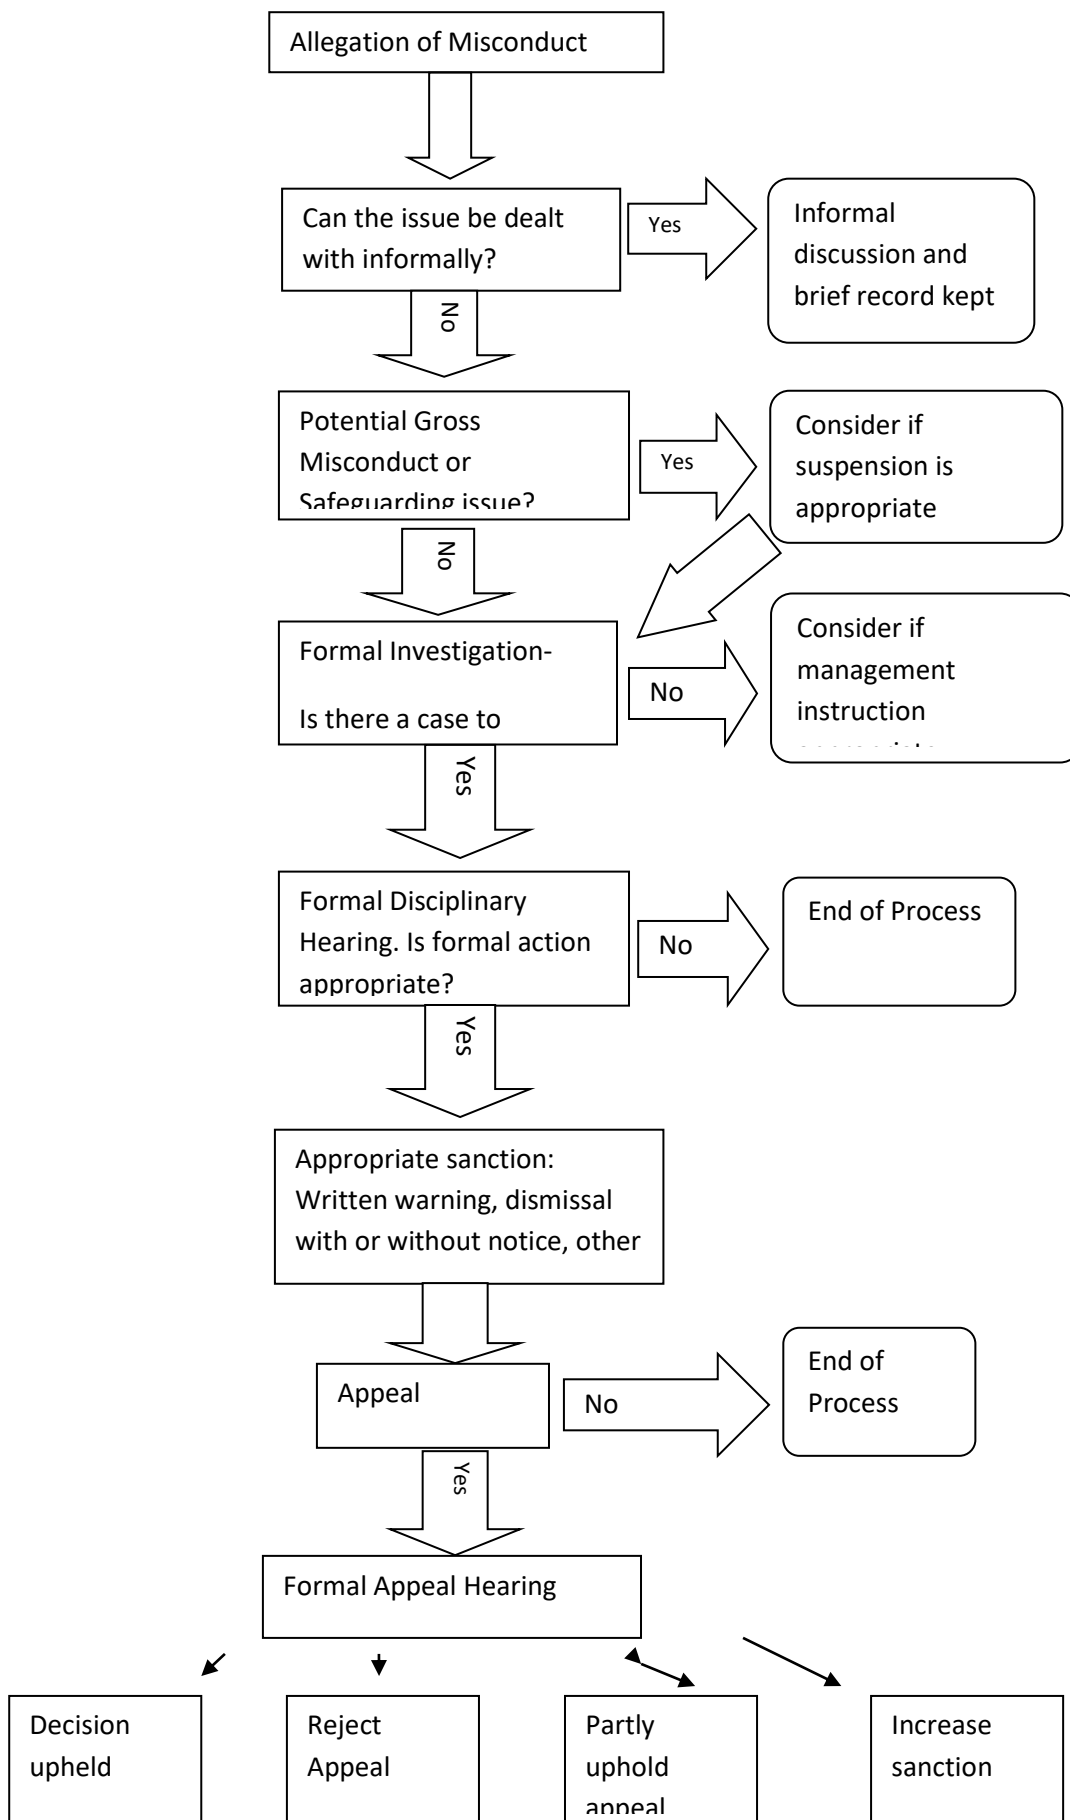 Allegation of Misconduct
Can the issue be dealt
with informally?
Yes
Informal
discussion and
brief record kept
No
Potential Gross
Misconduct or
Safeguarding issue?
Yes
Consider if
suspension is
appropriate
No
Formal Investigation-
Is there a case to
No
Consider if
management
instruction
Yes
Formal Disciplinary
Hearing. Is formal action
appropriate?
No
End of Process
Yes
Appropriate sanction:
Written warning, dismissal
with or without notice, other
Appeal
No
End of
Process
Yes
Formal Appeal Hearing
Decision
upheld
Reject
Appeal
Partly
uphold
appeal
Increase
sanction